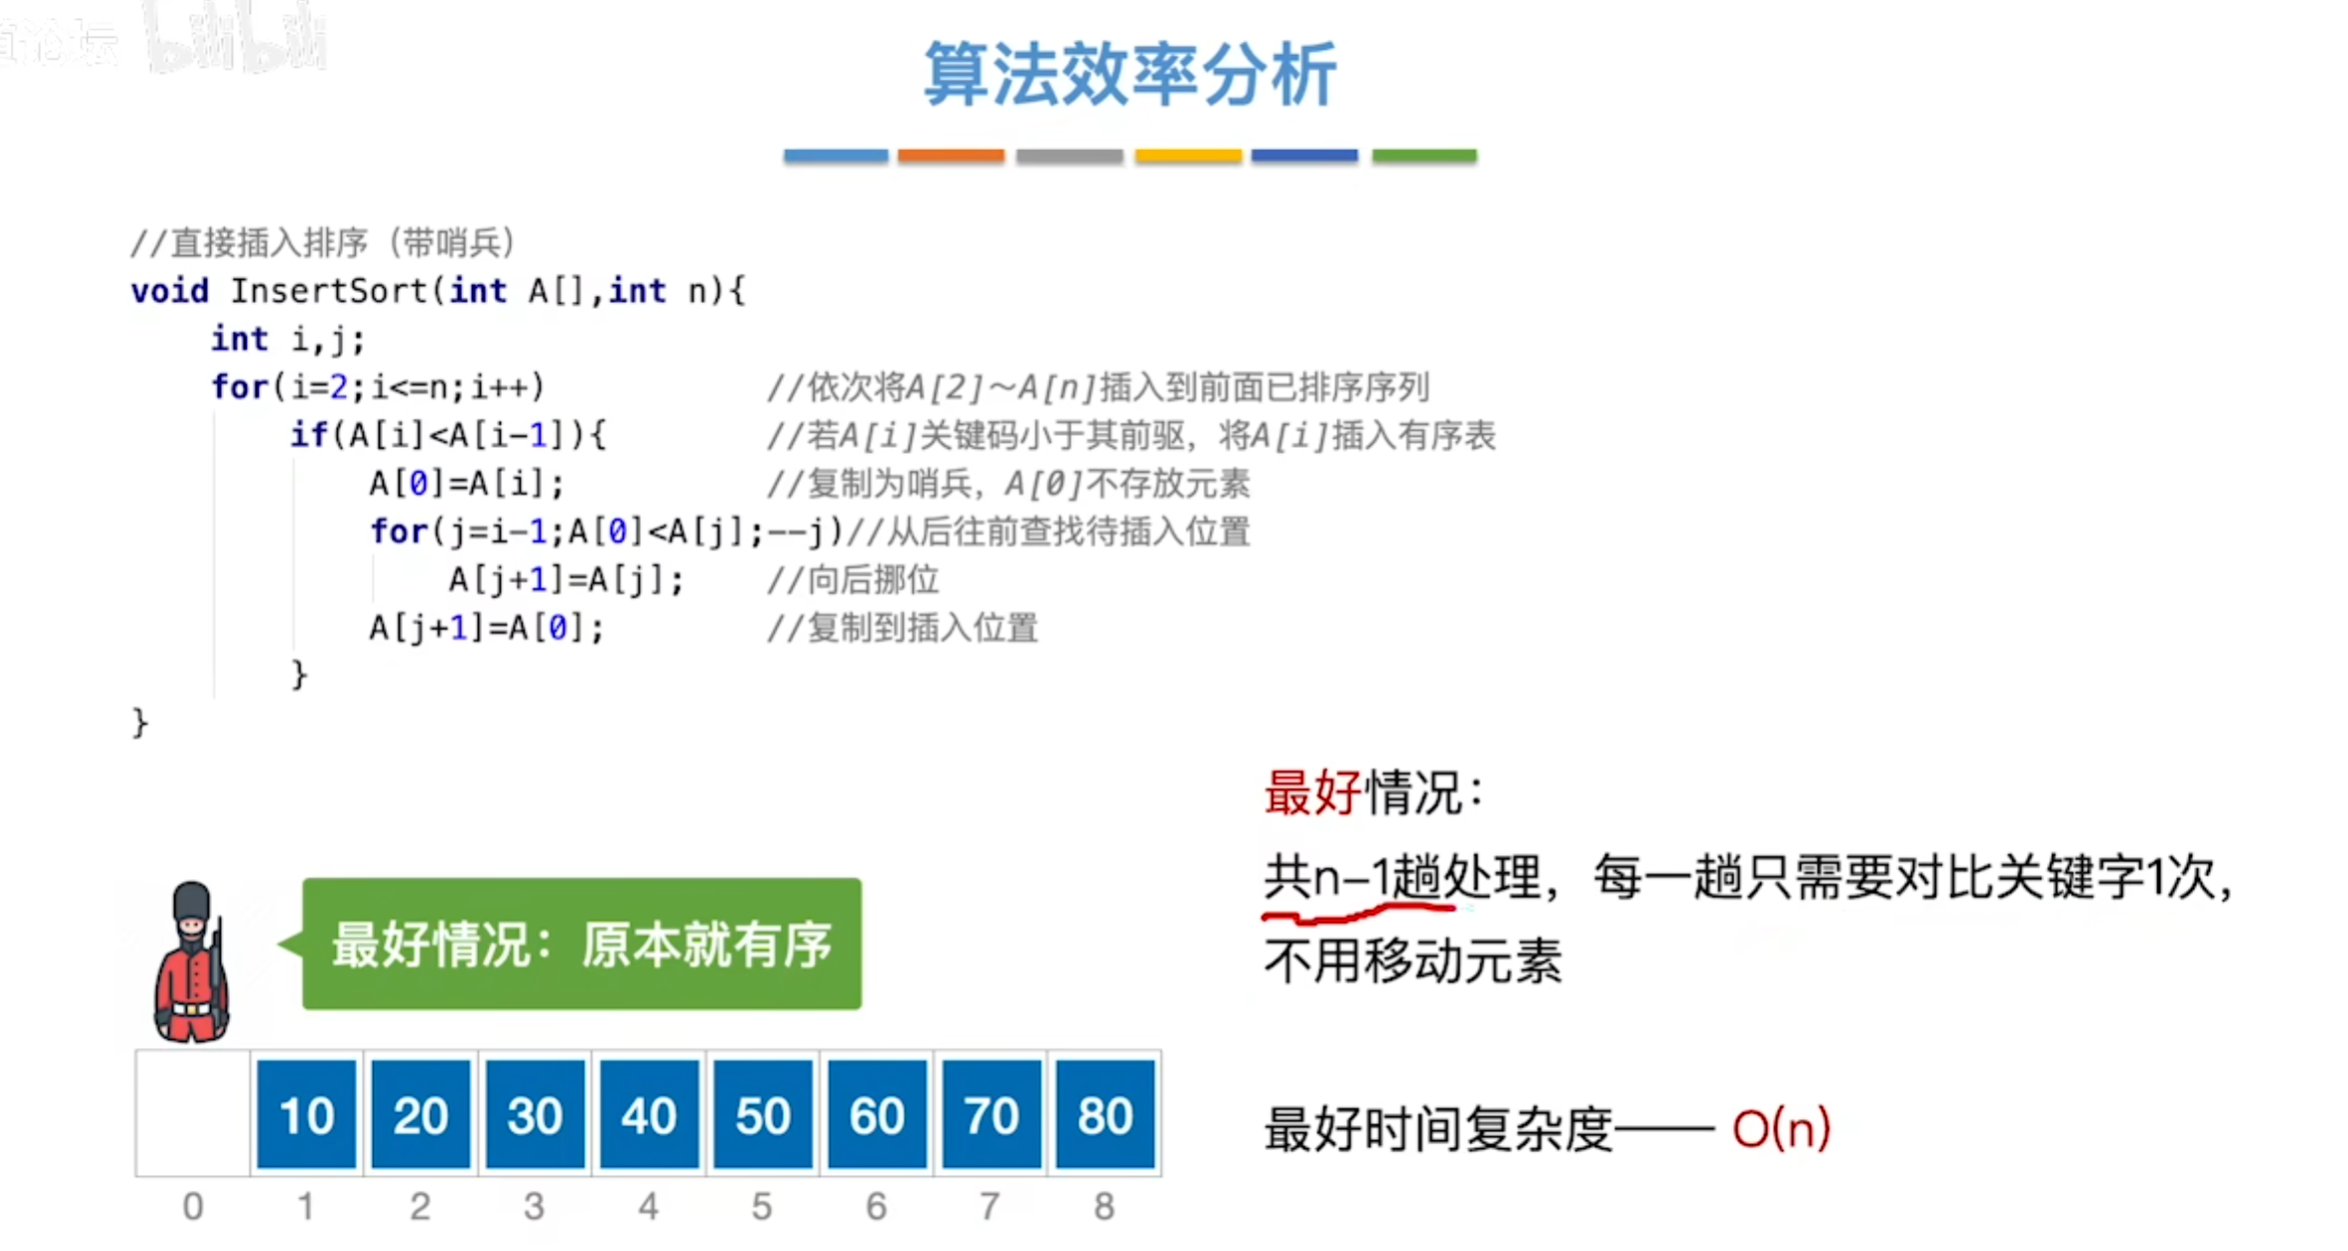 论坛 bilibili
算法效率分析
//直接插入排序（带哨兵）
void InsertSort(int A[],int n){
int i,j;
for(i=2;i<=n;i++) //依次将A[2]～A[n]插入到前面已排序序列
if(A[i]<A[i-1]){ //若A[i]关键码小于其前驱，将A[i]插入有序表
A[0]=A[i]; //复制为哨兵，A[0]不存放元素
for(j=i-1;A[0]<A[j];--j)//从后往前查找待插入位置
A[j+1]=A[j]; //向后挪位
A[j+1]=A[0]; //复制到插入位置
}
}
最好情况：
共n-1趟处理，每一趟只需要对比关键字1次，
不用移动元素
最好情况：原本就有序
10 20 30 40 50 60 70 80
0 1 2 3 4 5 6 7 8
最好时间复杂度—— O(n)